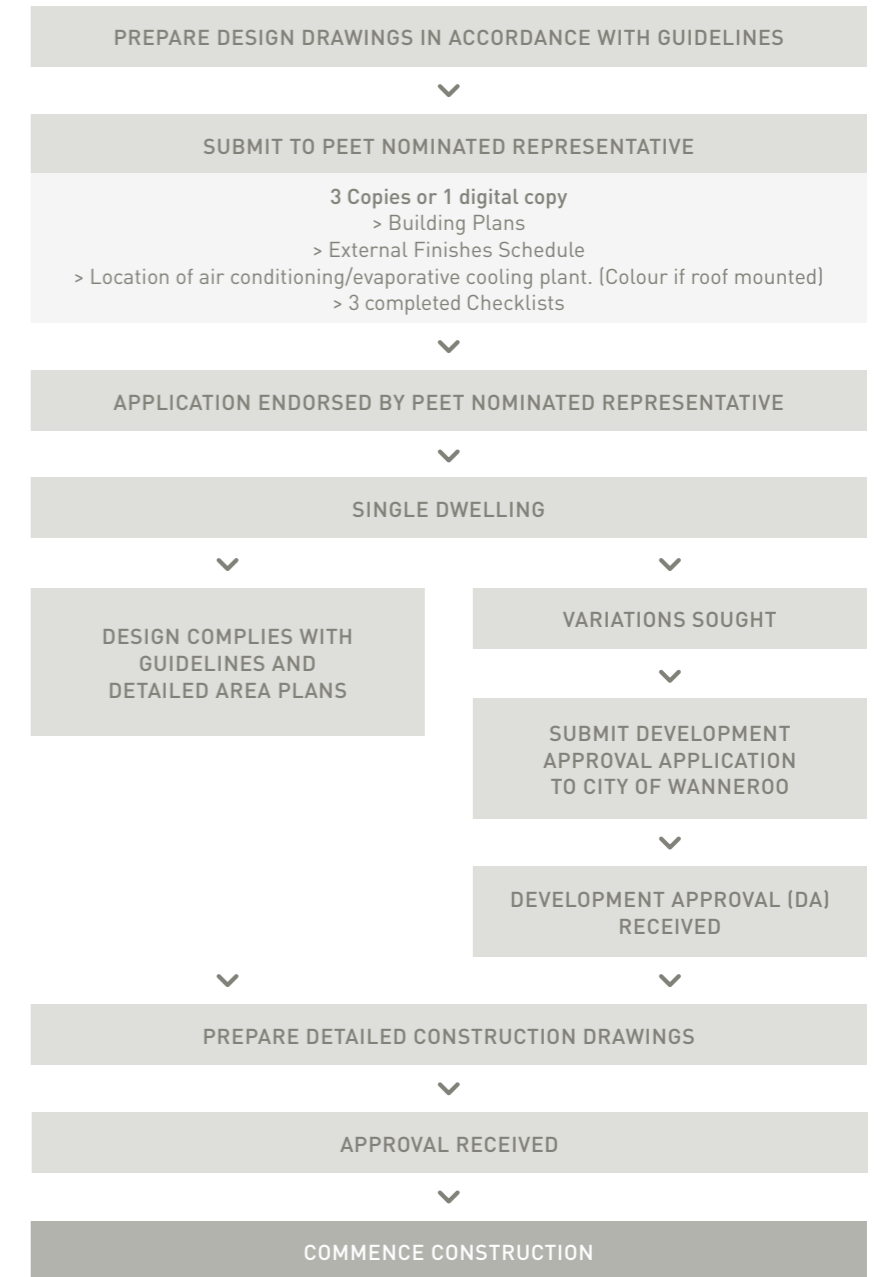 PREPARE DESIGN DRAWINGS IN ACCORDANCE WITH GUIDELINES
SUBMIT TO PEET NOMINATED REPRESENTATIVE
3 Copies or 1 digital copy
> Building Plans
> External Finishes Schedule
> Location of air conditioning/evaporative cooling plant. (Colour if roof mounted)
> 3 completed Checklists
APPLICATION ENDORSED BY PEET NOMINATED REPRESENTATIVE
SINGLE DWELLING
DESIGN COMPLIES WITH
GUIDELINES AND
DETAILED AREA PLANS
VARIATIONS SOUGHT
SUBMIT DEVELOPMENT
APPROVAL APPLICATION
TO CITY OF WANNEROO
DEVELOPMENT APPROVAL (DA)
RECEIVED
PREPARE DETAILED CONSTRUCTION DRAWINGS
APPROVAL RECEIVED
COMMENCE CONSTRUCTION